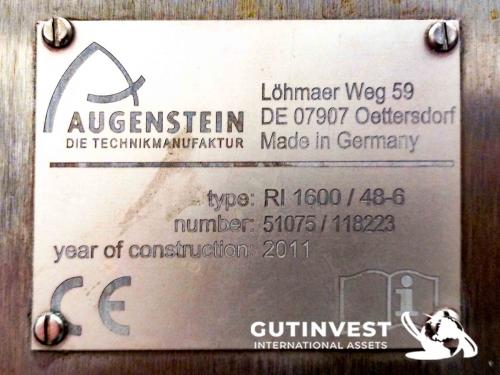 AUGENSTEIN
DIE TECHNIKMANUFAKTUR
Löhmaer Weg 59
DE 07907 Oettersdorf
Made in Germany
type: RI 1600 / 48-6
number: 51075 / 118223
year of construction: 2011
CE
i
GUTINVEST
INTERNATIONAL ASSETS